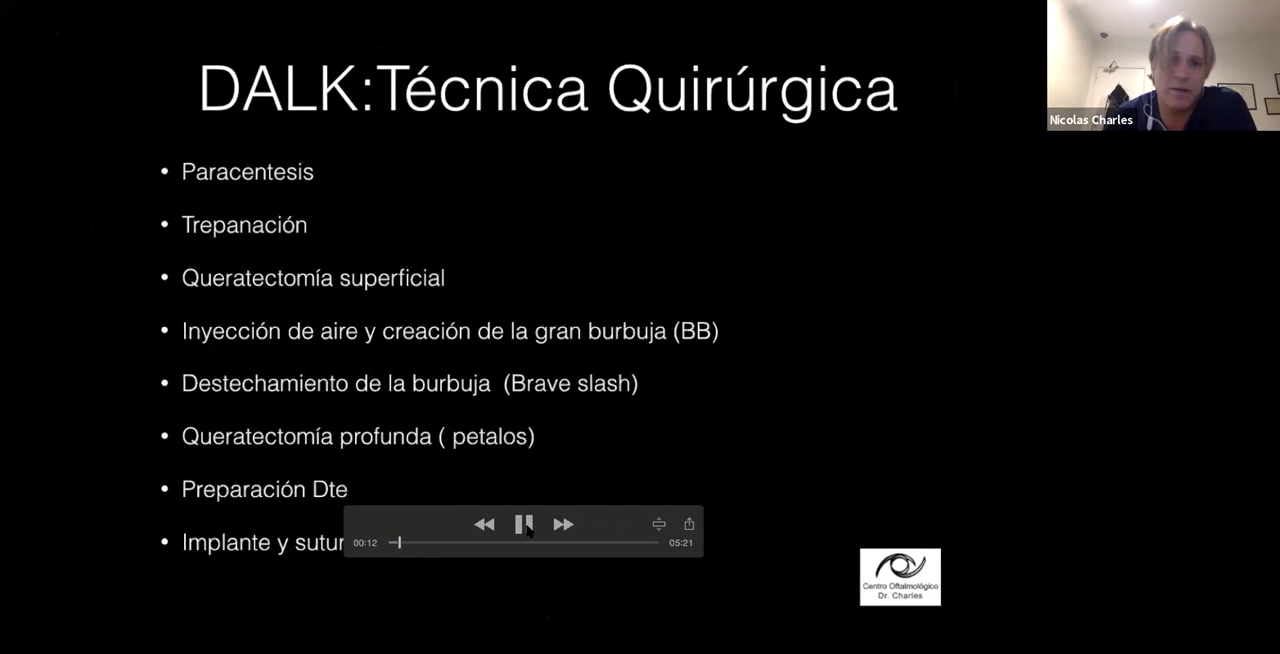 DALK:Técnica Quirúrgica
Nicolas Charles
• Paracentesis
• Trepanación
• Queratectomía superficial
• Inyección de aire y creación de la gran burbuja (BB)
• Destechamiento de la burbuja (Brave slash)
• Queratectomía profunda ( petalos)
• Preparación Dte
• Implante y sutur
00:12
05:21
Centro Oftalmológico
Dr. Charles